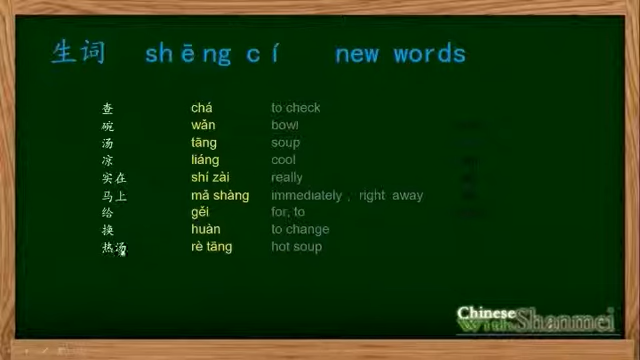 生词 shēng cí new words
查 chá to check
碗 wǎn bowl
汤 tāng soup
凉 liáng cool
实在 shí zài really
马上 mǎ shàng immediately , right away
给 gěi for, to
换 huàn to change
热汤 rè tāng hot soup
Chinese
With Shanmei